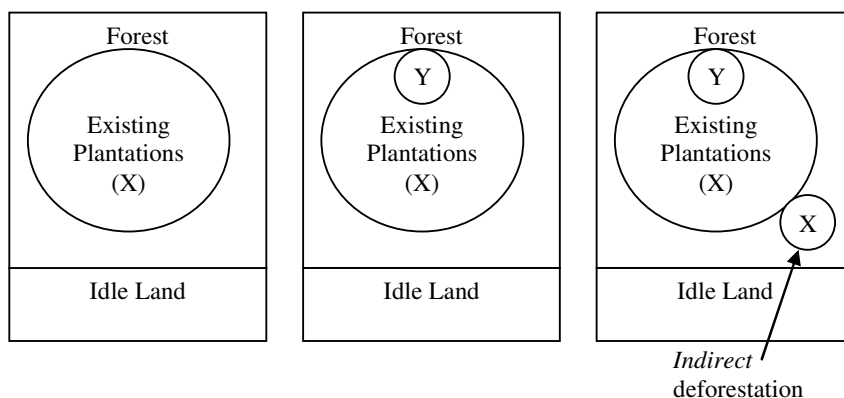 Forest
Existing
Plantations
(X)
Idle Land
Forest
Y
Existing
Plantations
(X)
Idle Land
Forest
Y
Existing
Plantations
(X)
X
Idle Land
Indirect
deforestation